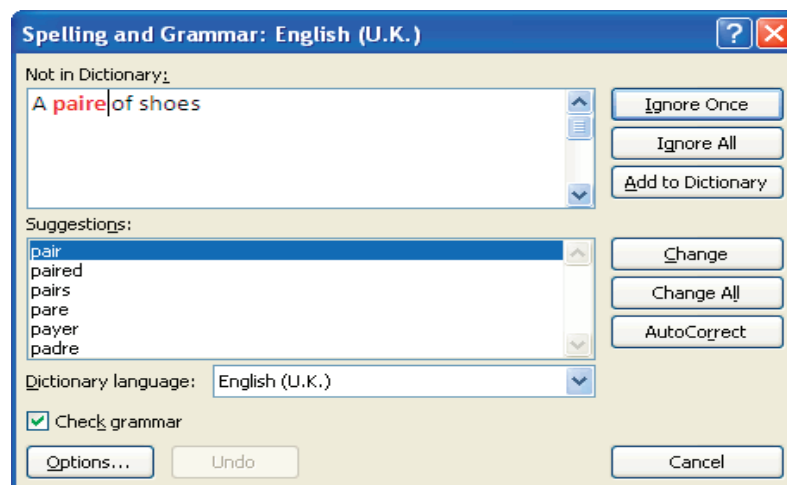 Spelling and Grammar: English (U.K.)
Not in Dictionary:
A paire of shoes
Ignore Once
Ignore All
Add to Dictionary
Suggestions:
pair
paired
pairs
pare
payer
padre
Change
Change All
AutoCorrect
Dictionary language: English (U.K.)
Check grammar
Options... Undo Cancel